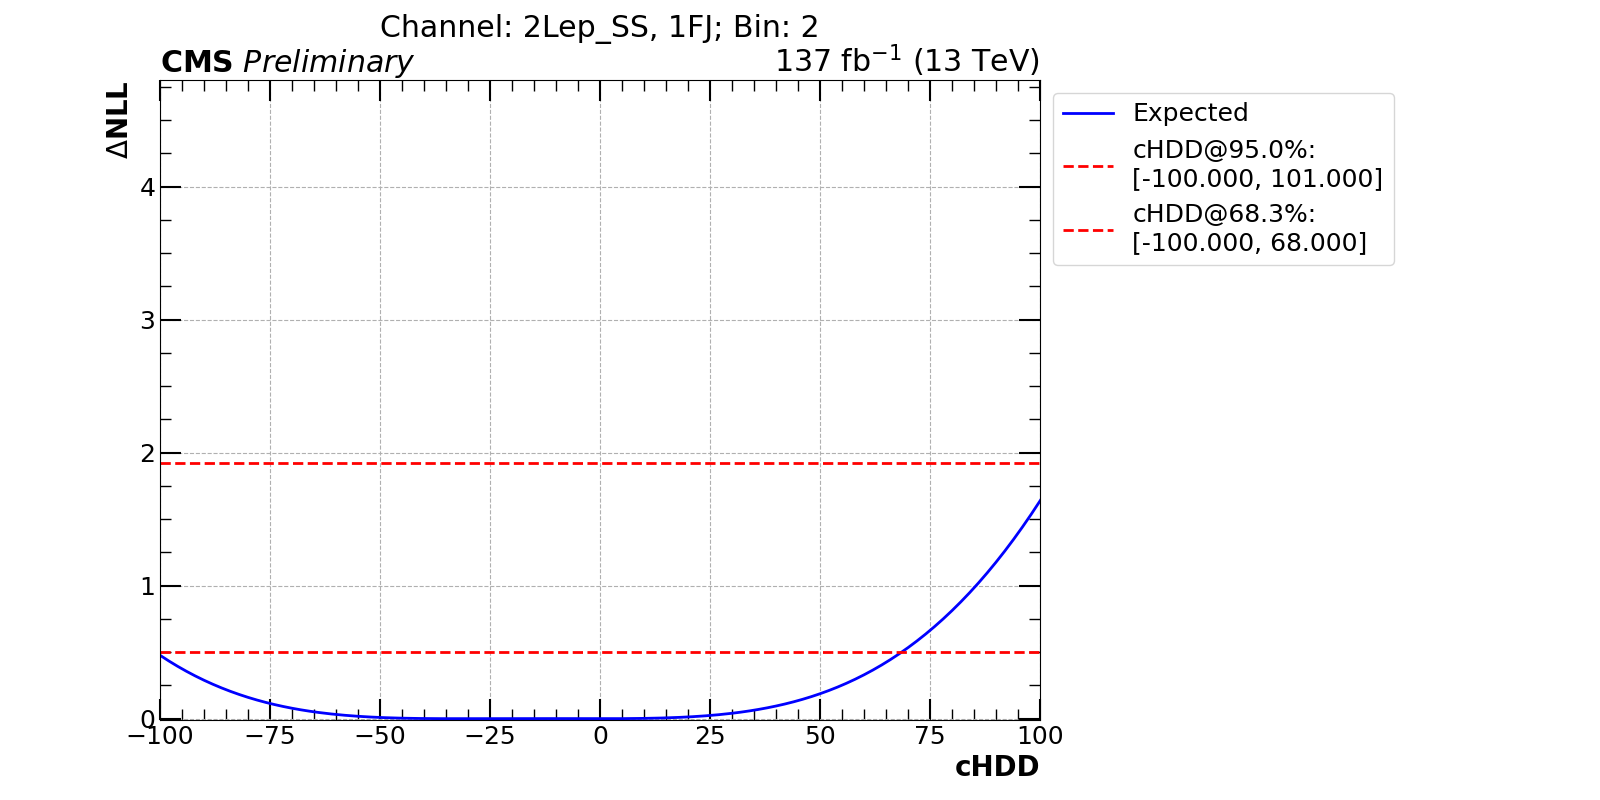 Channel: 2Lep_SS, 1FJ; Bin: 2
CMS Preliminary
137 fb⁻¹ (13 TeV)
ΔNLL
4
3
2
1
0
−100
−75
−50
−25
0
25
50
75
100
cHDD
Expected
cHDD@95.0%:
[-100.000, 101.000]
cHDD@68.3%:
[-100.000, 68.000]